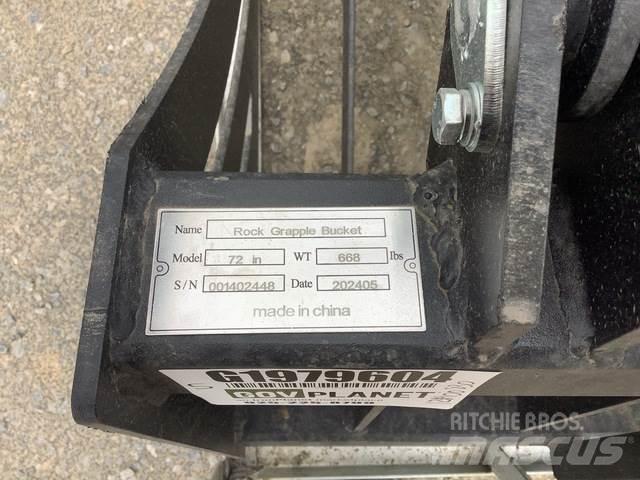 Name Rock Grapple Bucket
Model 72 in WT 668 lbs
S/N 001402448 Date 202405
made in china
G1979604
GOVPLANET
RITCHIE BROS.
MASCUS